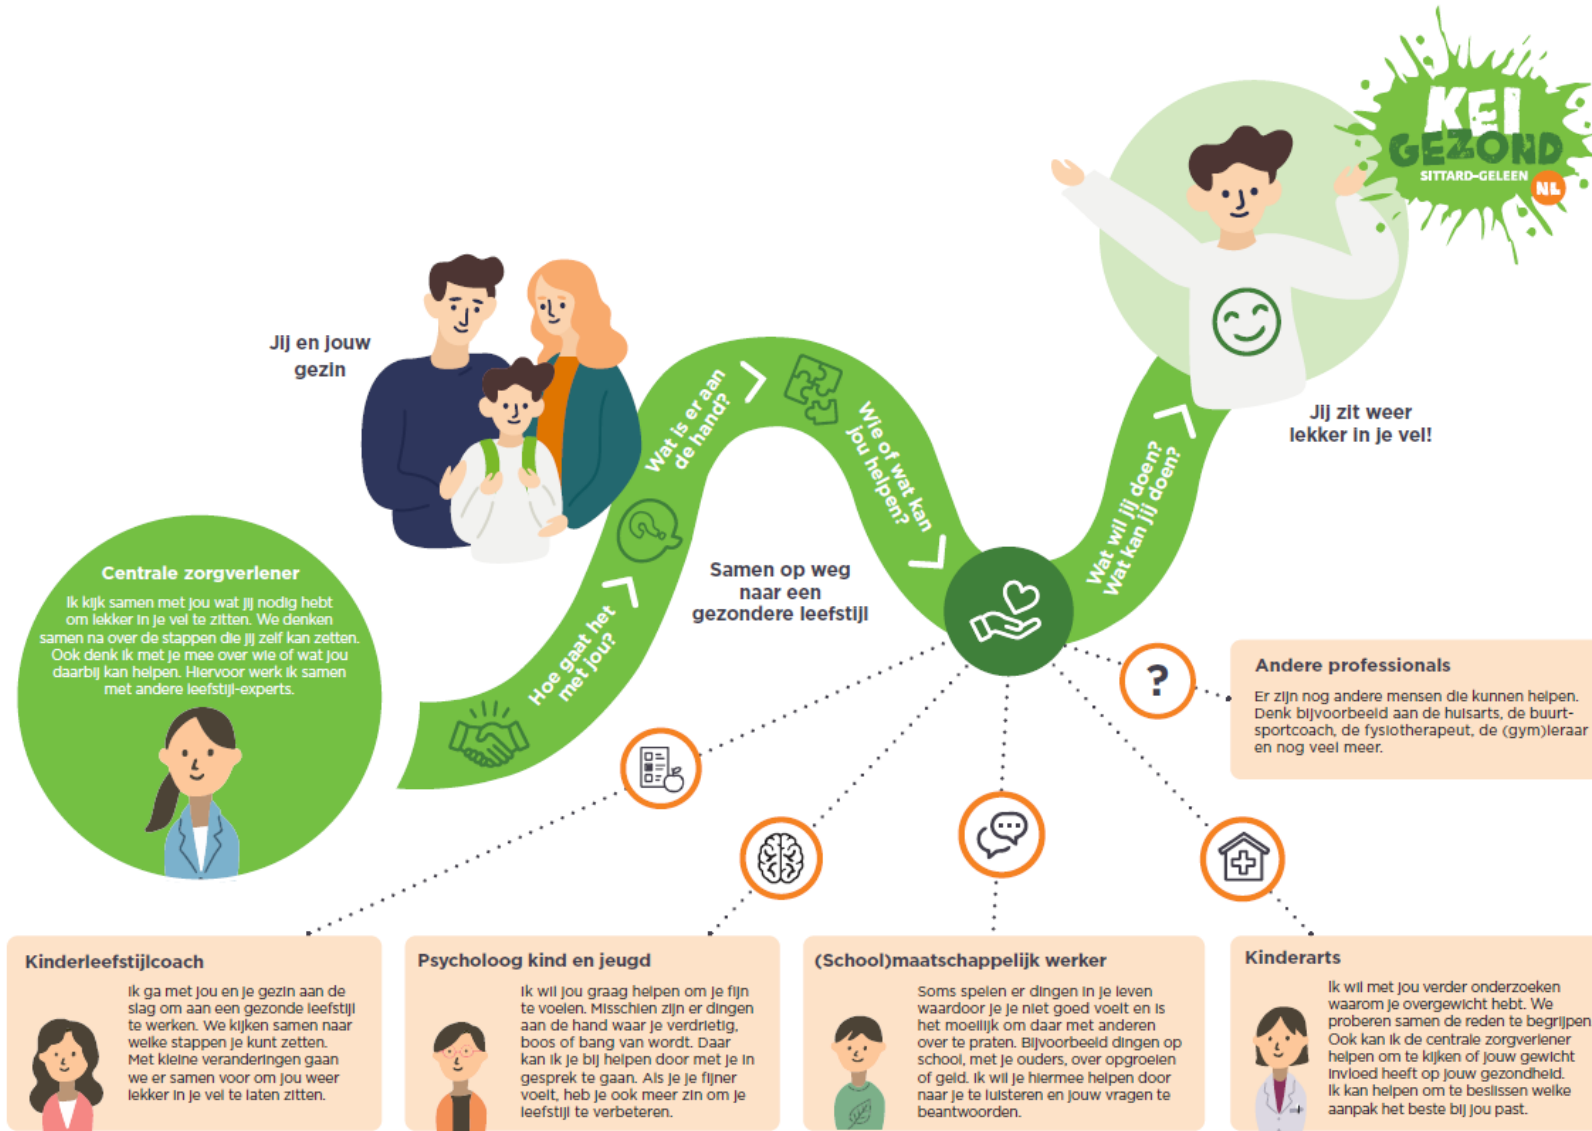 KEI
GEZOND
SITTARD-GELEEN
NL
Jij en jouw
gezin
Wat is er aan
de hand?
Wie of wat kan
jou helpen?
Wat wil jij doen?
Wat kan jij doen?
Jij zit weer
lekker in je vel!
Hoe gaat het
met jou?
Samen op weg
naar een
gezondere leefstijl
Centrale zorgverlener
Ik kijk samen met jou wat jij nodig hebt
om lekker in je vel te zitten. We denken
samen na over de stappen die jij zelf kan zetten.
Ook denk ik met je mee over wie of wat jou
daarbij kan helpen. Hiervoor werk ik samen
met andere leefstijl-experts.
?
Andere professionals
Er zijn nog andere mensen die kunnen helpen.
Denk bijvoorbeeld aan de huisarts, de buurt-
sportcoach, de fysiotherapeut, de (gym)leraar
en nog veel meer.
Kinderleefstijlcoach
Ik ga met jou en je gezin aan de
slag om aan een gezonde leefstijl
te werken. We kijken samen naar
welke stappen je kunt zetten.
Met kleine veranderingen gaan
we er samen voor om jou weer
lekker in je vel te laten zitten.
Psycholoog kind en jeugd
Ik wil jou graag helpen om je fijn
te voelen. Misschien zijn er dingen
aan de hand waar je verdrietig,
boos of bang van wordt. Daar
kan ik je bij helpen door met je in
gesprek te gaan. Als je je fijner
voelt, heb je ook meer zin om je
leefstijl te verbeteren.
(School)maatschappelijk werker
Soms spelen er dingen in je leven
waardoor je je niet goed voelt en is
het moeilijk om daar met anderen
over te praten. Bijvoorbeeld dingen op
school, met je ouders, over opgroeien
of geld. Ik wil je hiermee helpen door
naar je te luisteren en jouw vragen te
beantwoorden.
Kinderarts
Ik wil met jou verder onderzoeken
waarom je overgewicht hebt. We
proberen samen de reden te begrijpen
Ook kan ik de centrale zorgverlener
helpen om te kijken of jouw gewicht
invloed heeft op jouw gezondheid.
Ik kan helpen om te beslissen welke
aanpak het beste bij jou past.